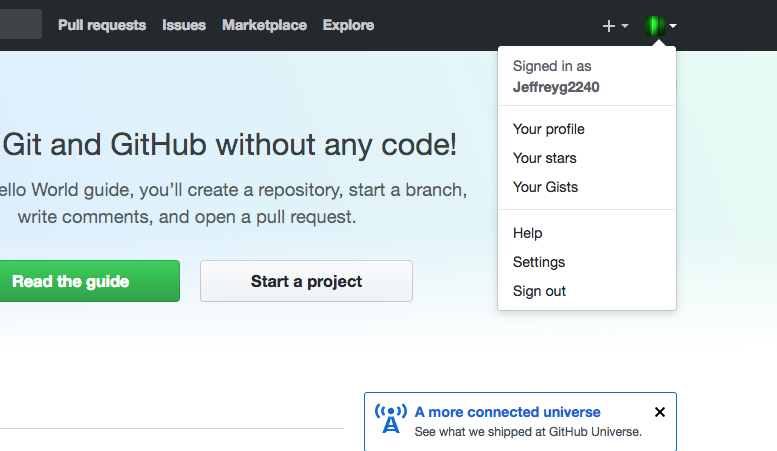 Pull requests Issues Marketplace Explore
Signed in as
Jeffreyg2240
Your profile
Your stars
Your Gists
Help
Settings
Sign out
Git and GitHub without any code!
ello World guide, you’ll create a repository, start a branch,
write comments, and open a pull request.
Read the guide Start a project
A more connected universe
See what we shipped at GitHub Universe.